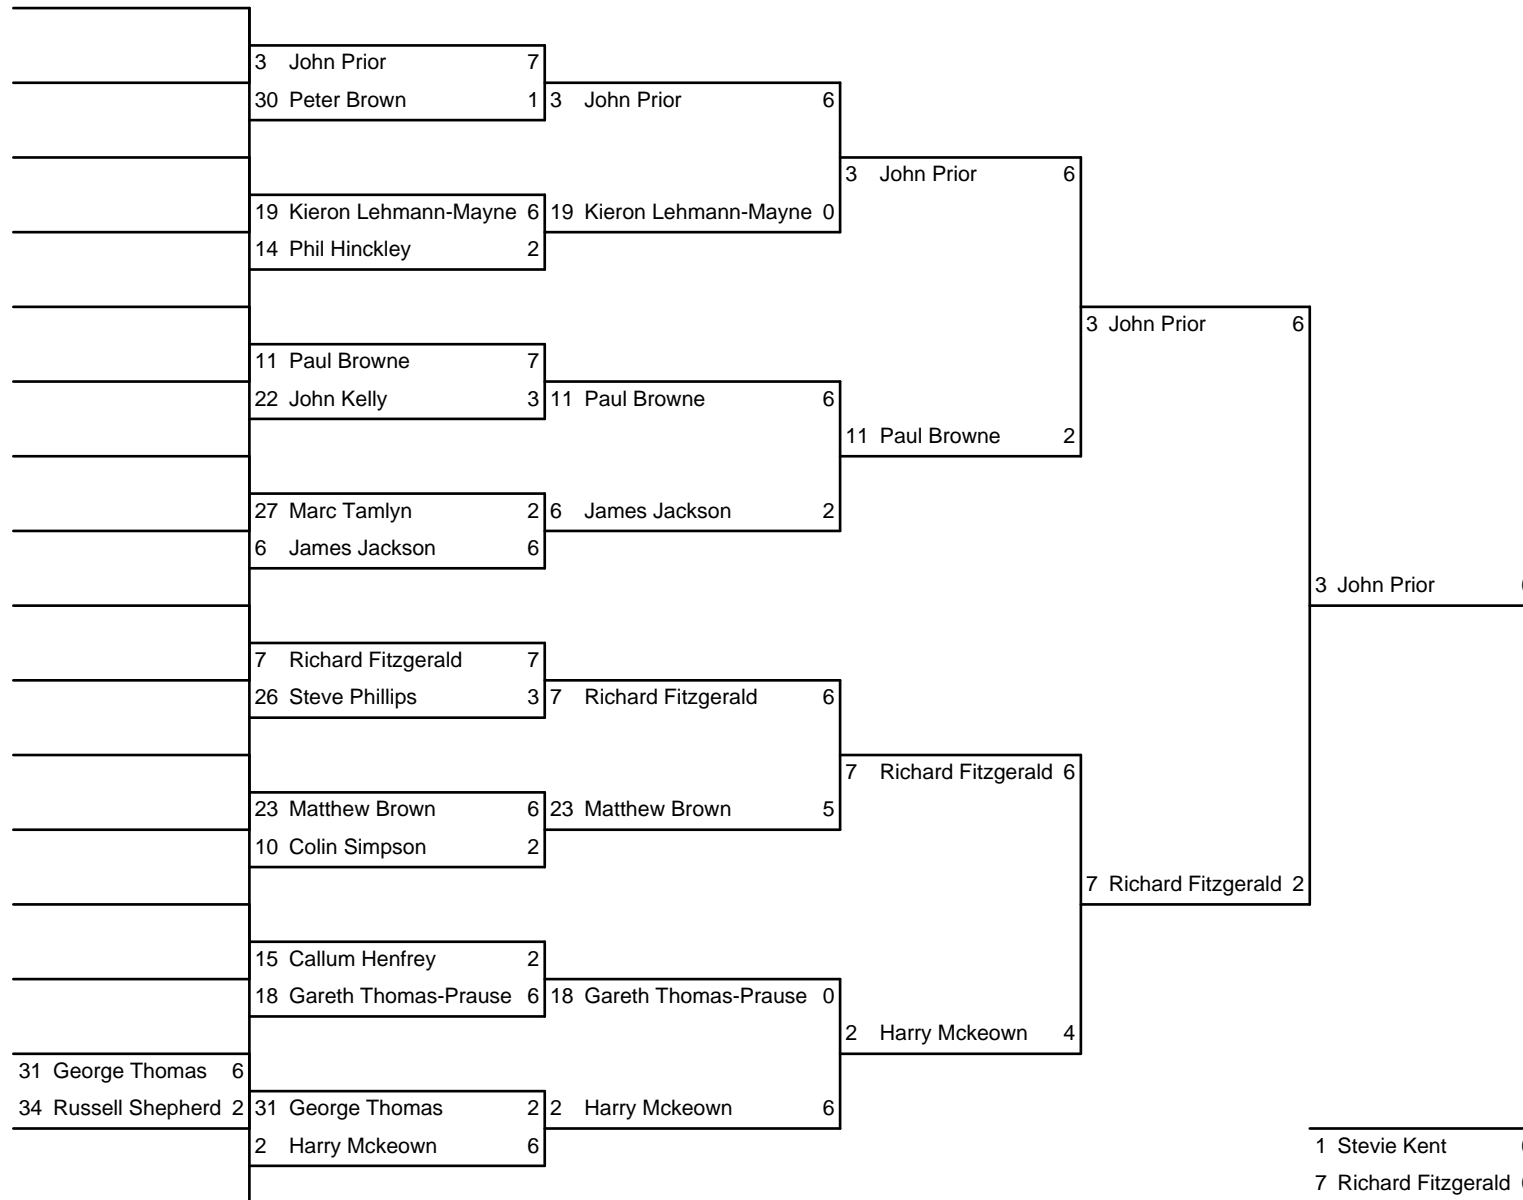 3 John Prior 7
30 Peter Brown 1
3 John Prior 6
3 John Prior 6
19 Kieron Lehmann-Mayne 6
19 Kieron Lehmann-Mayne 0
14 Phil Hinckley 2
3 John Prior 6
11 Paul Browne 7
22 John Kelly 3
11 Paul Browne 6
11 Paul Browne 2
27 Marc Tamlyn 2
6 James Jackson 2
6 James Jackson 6
3 John Prior
7 Richard Fitzgerald 7
26 Steve Phillips 3
7 Richard Fitzgerald 6
7 Richard Fitzgerald 6
23 Matthew Brown 6
23 Matthew Brown 5
10 Colin Simpson 2
7 Richard Fitzgerald 2
15 Callum Henfrey 2
18 Gareth Thomas-Prause 6
18 Gareth Thomas-Prause 0
2 Harry Mckeown 4
31 George Thomas 6
34 Russell Shepherd 2
31 George Thomas 2
2 Harry Mckeown 6
2 Harry Mckeown 6
1 Stevie Kent
7 Richard Fitzgerald